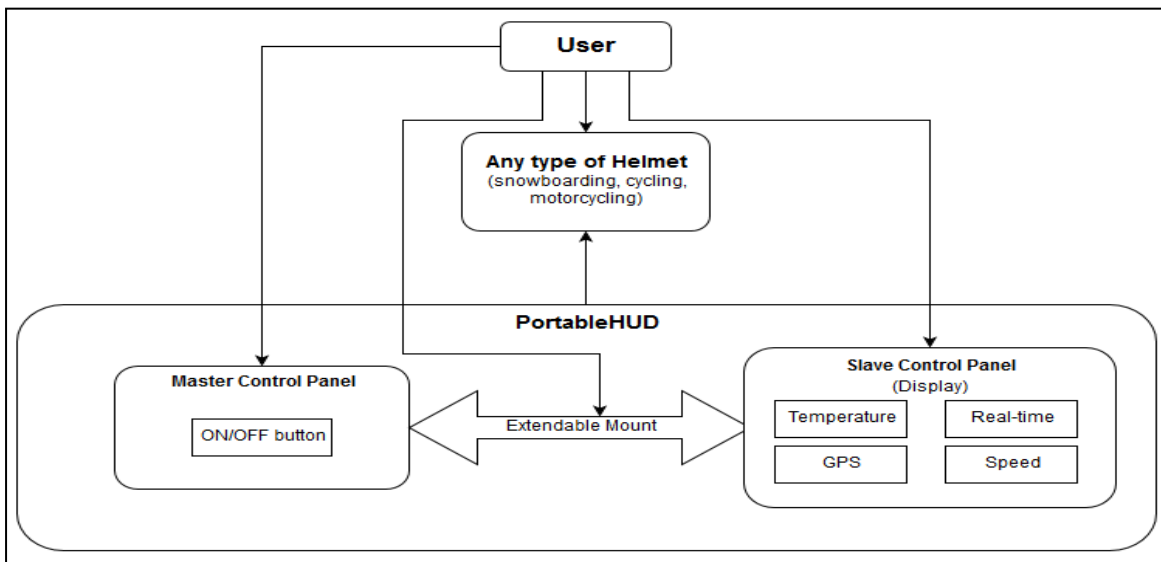 User
Any type of Helmet
(snowboarding, cycling,
motorcycling)
PortableHUD
Master Control Panel
ON/OFF button
Extendable Mount
Slave Control Panel
(Display)
Temperature
Real-time
GPS
Speed